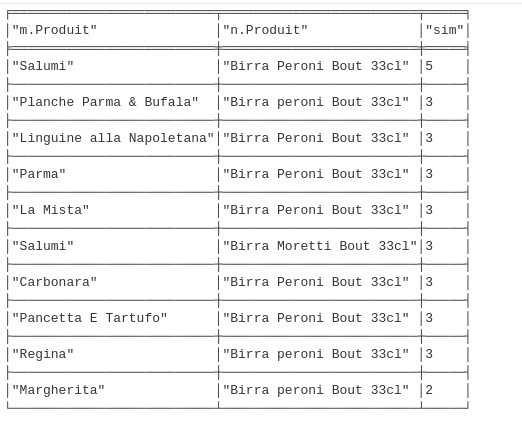 "m.Produit" "n.Produit" "sim"
"Salumi" "Birra Peroni Bout 33cl" 5
"Planche Parma & Bufala" "Birra peroni Bout 33cl" 3
"Linguine alla Napoletana" "Birra Peroni Bout 33cl" 3
"Parma" "Birra Peroni Bout 33cl" 3
"La Mista" "Birra Peroni Bout 33cl" 3
"Salumi" "Birra Moretti Bout 33cl" 3
"Carbonara" "Birra Peroni Bout 33cl" 3
"Pancetta E Tartufo" "Birra Peroni Bout 33cl" 3
"Regina" "Birra peroni Bout 33cl" 3
"Margherita" "Birra peroni Bout 33cl" 2